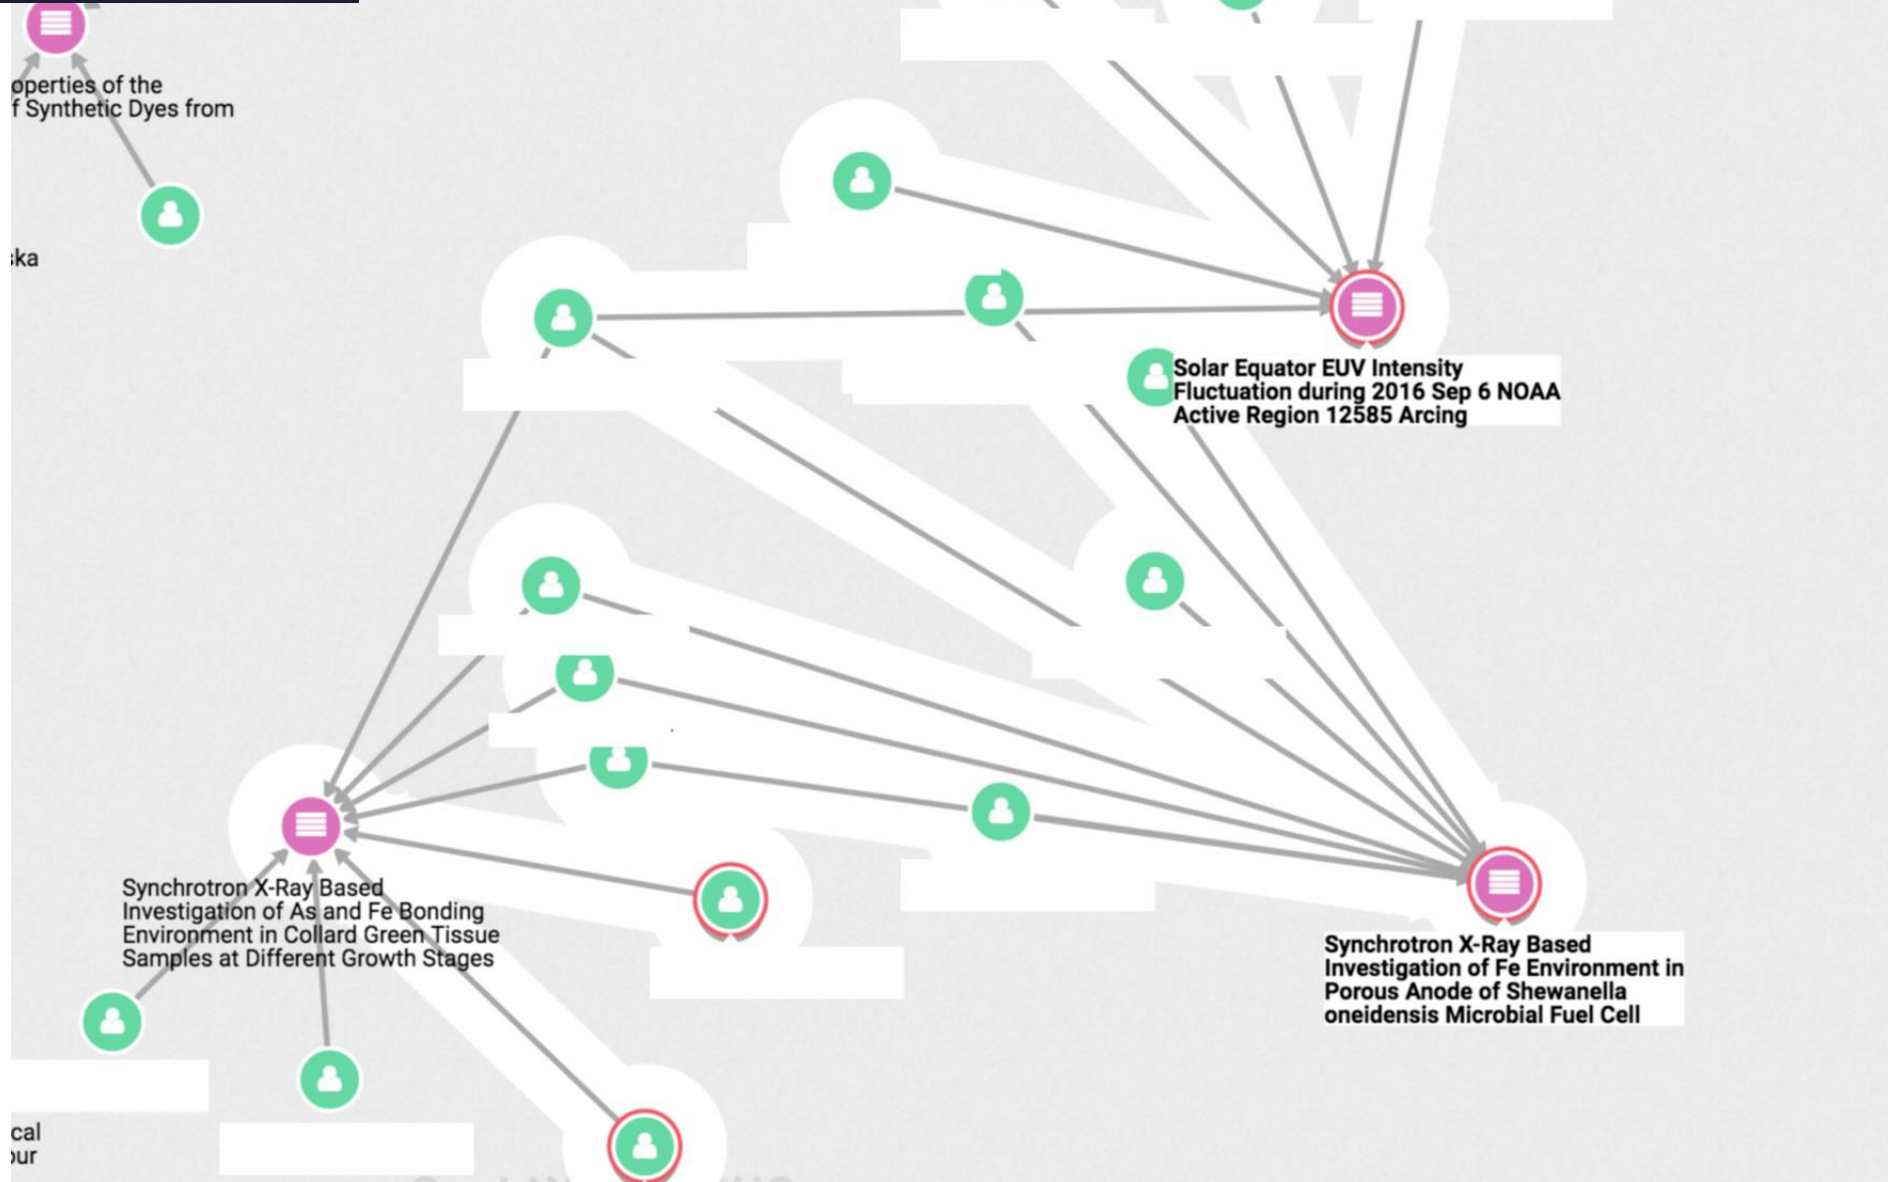 operties of the
f Synthetic Dyes from
ska
Solar Equator EUV Intensity
Fluctuation during 2016 Sep 6 NOAA
Active Region 12585 Arcing
Synchrotron X-Ray Based
Investigation of As and Fe Bonding
Environment in Collard Green Tissue
Samples at Different Growth Stages
Synchrotron X-Ray Based
Investigation of Fe Environment in
Porous Anode of Shewanella
oneidensis Microbial Fuel Cell
cal
our